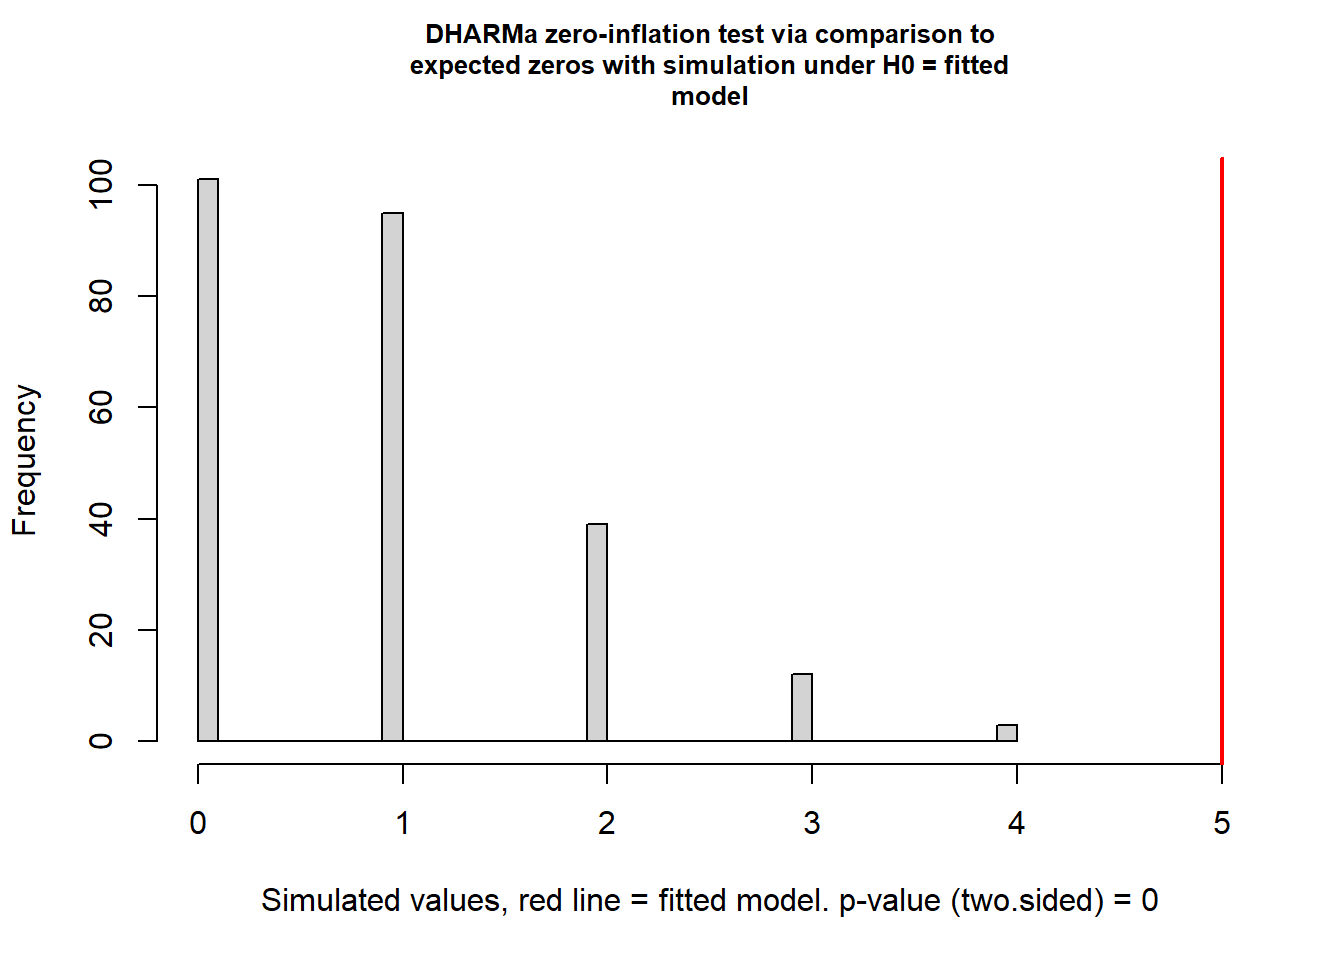 DHARMa zero-inflation test via comparison to
expected zeros with simulation under H0 = fitted
model
Frequency
100
80
60
40
20
0
0 1 2 3 4 5
Simulated values, red line = fitted model. p-value (two.sided) = 0